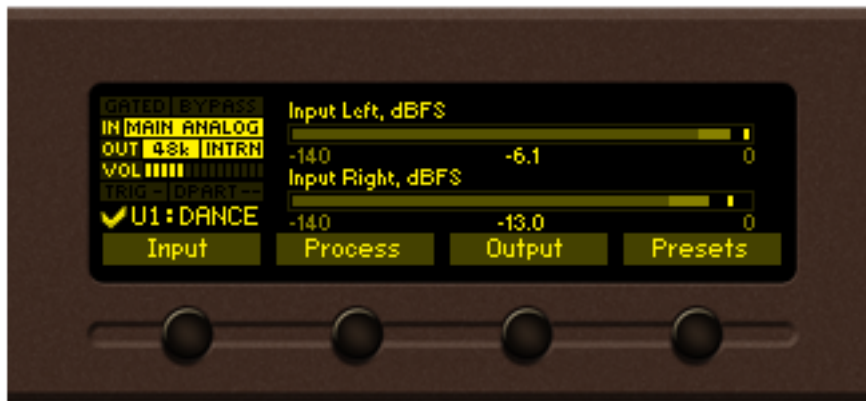 GATED BYPASS
IN MAIN ANALOG
OUT 48k INTRN
VOL
TRIG - DPART --
U1:DANCE
Input Left, dBFS
-140 -6.1 0
Input Right, dBFS
-140 -13.0 0
Input Process Output Presets